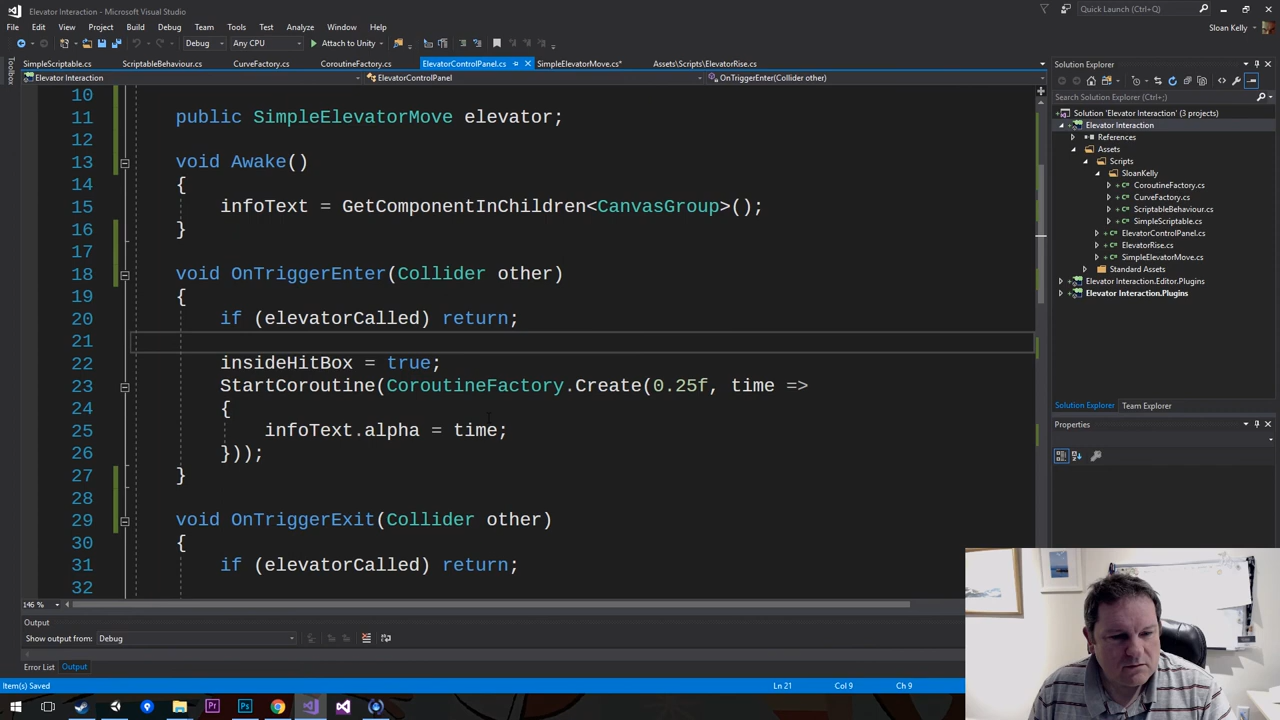 Elevator Interaction - Microsoft Visual Studio
Quick Launch (Ctrl+Q)
File Edit View Project Build Debug Team Tools Test Analyze Window Help
Sloan Kelly
Debug Any CPU Attach to Unity
Toolbox
SimpleScriptable.cs ScriptableBehaviour.cs CurveFactory.cs CoroutineFactory.cs ElevatorControlPanel.cs SimpleElevatorMove.cs* Assets\Scripts\ElevatorRise.cs
Elevator Interaction ElevatorControlPanel OnTriggerEnter(Collider other)
10
11 public SimpleElevatorMove elevator;
12
13 void Awake()
14 {
15 infoText = GetComponentInChildren<CanvasGroup>();
16 }
17
18 void OnTriggerEnter(Collider other)
19 {
20 if (elevatorCalled) return;
21
22 insideHitBox = true;
23 StartCoroutine(CoroutineFactory.Create(0.25f, time =>
24 {
25 infoText.alpha = time;
26 }));
27 }
28
29 void OnTriggerExit(Collider other)
30 {
31 if (elevatorCalled) return;
32
146 %
Output
Show output from: Debug
Error List Output
Item(s) Saved Ln 21 Col 9 Ch 9
Solution Explorer
Search Solution Explorer (Ctrl+;)
Solution 'Elevator Interaction' (3 projects)
Elevator Interaction
References
Assets
Scripts
SloanKelly
CoroutineFactory.cs
CurveFactory.cs
ScriptableBehaviour.cs
SimpleScriptable.cs
ElevatorControlPanel.cs
ElevatorRise.cs
SimpleElevatorMove.cs
Standard Assets
Elevator Interaction.Editor.Plugins
Elevator Interaction.Plugins
Solution Explorer Team Explorer
Properties
Pr
Ps